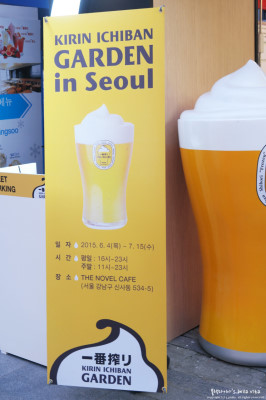 KIRIN ICHIBAN
GARDEN
in Seoul
일 자 2015. 6. 4(목) - 7. 15(수)
시 간 평일 : 16시-23시
주말 : 11시-23시
장 소 THE NOVEL CAFE
(서울 강남구 신사동 534-5)
一番搾り
KIRIN ICHIBAN
GARDEN
메뉴